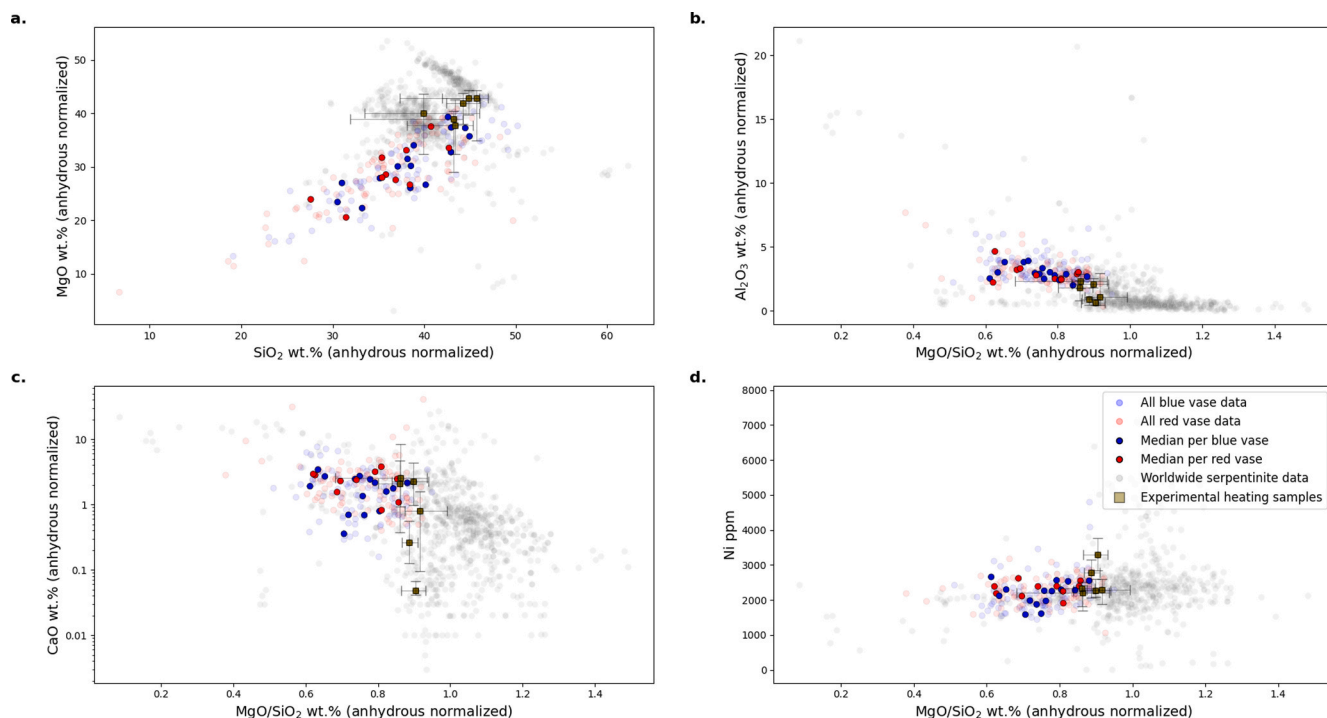 a.
50
40
30
20
10
MgO wt.% (anhydrous normalized)
10
20
30
40
50
60
SiO₂ wt.% (anhydrous normalized)
b.
20
15
10
5
0
Al₂O₃ wt.% (anhydrous normalized)
0.2
0.4
0.6
0.8
1.0
1.2
1.4
MgO/SiO₂ wt.% (anhydrous normalized)
c.
10
1
0.1
0.01
CaO wt.% (anhydrous normalized)
0.2
0.4
0.6
0.8
1.0
1.2
1.4
MgO/SiO₂ wt.% (anhydrous normalized)
d.
8000
7000
6000
5000
4000
3000
2000
1000
0
Ni ppm
All blue vase data
All red vase data
Median per blue vase
Median per red vase
Worldwide serpentinite data
Experimental heating samples
0.2
0.4
0.6
0.8
1.0
1.2
1.4
MgO/SiO₂ wt.% (anhydrous normalized)